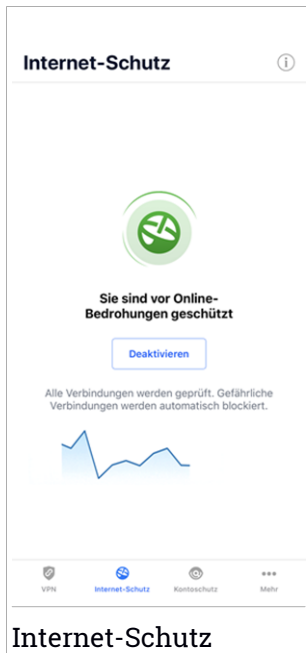 Internet-Schutz
Sie sind vor Online-
Bedrohungen geschützt
Deaktivieren
Alle Verbindungen werden geprüft. Gefährliche
Verbindungen werden automatisch blockiert.
VPN
Internet-Schutz
Kontoschutz
Mehr
Internet-Schutz